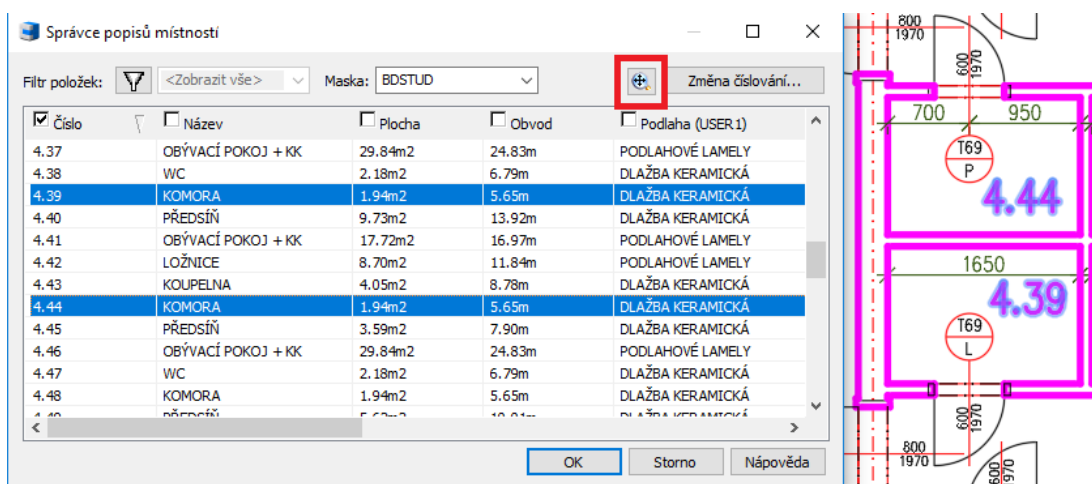 Správce popisů místností
Filtr položek: <Zobrazit vše> Maska: BDSTUD Změna číslování...
Číslo Název Plocha Obvod Podlaha (USER1)
4.37 OBÝVACÍ POKOJ + KK 29.84m2 24.83m PODLAHOVÉ LAMELY
4.38 WC 2.18m2 6.79m DLAŽBA KERAMICKÁ
4.39 KOMORA 1.94m2 5.65m DLAŽBA KERAMICKÁ
4.40 PŘEDSÍŇ 9.73m2 13.92m DLAŽBA KERAMICKÁ
4.41 OBÝVACÍ POKOJ + KK 17.72m2 16.97m PODLAHOVÉ LAMELY
4.42 LOŽNICE 8.70m2 11.84m PODLAHOVÉ LAMELY
4.43 KOUPELNA 4.05m2 8.78m DLAŽBA KERAMICKÁ
4.44 KOMORA 1.94m2 5.65m DLAŽBA KERAMICKÁ
4.45 PŘEDSÍŇ 3.59m2 7.90m DLAŽBA KERAMICKÁ
4.46 OBÝVACÍ POKOJ + KK 29.84m2 24.83m PODLAHOVÉ LAMELY
4.47 WC 2.18m2 6.79m DLAŽBA KERAMICKÁ
4.48 KOMORA 1.94m2 5.65m DLAŽBA KERAMICKÁ
OK Storno Nápověda
800
1970
600
1970
700 950
T69
P
4.44
1650
4.39
T69
L
600
1970
800
1970
600
970